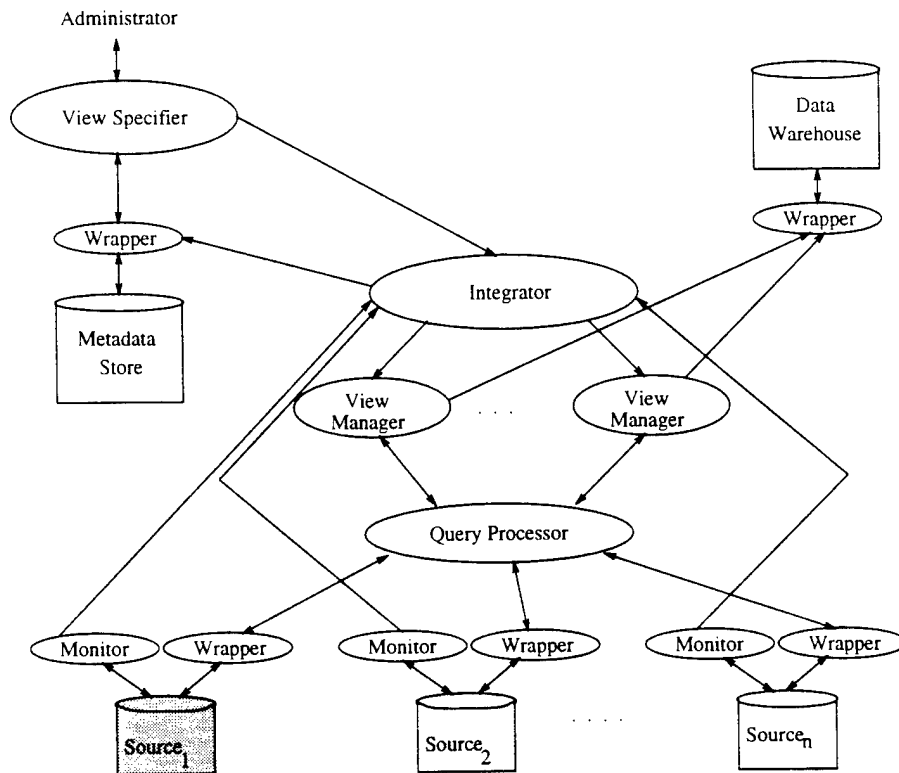 Administrator
View Specifier
Data
Warehouse
Wrapper
Wrapper
Integrator
Metadata
Store
View
Manager
. . . .
View
Manager
Query Processor
Monitor
Wrapper
Monitor
Wrapper
Monitor
Wrapper
Source1
Source2
. . . . .
Sourcen